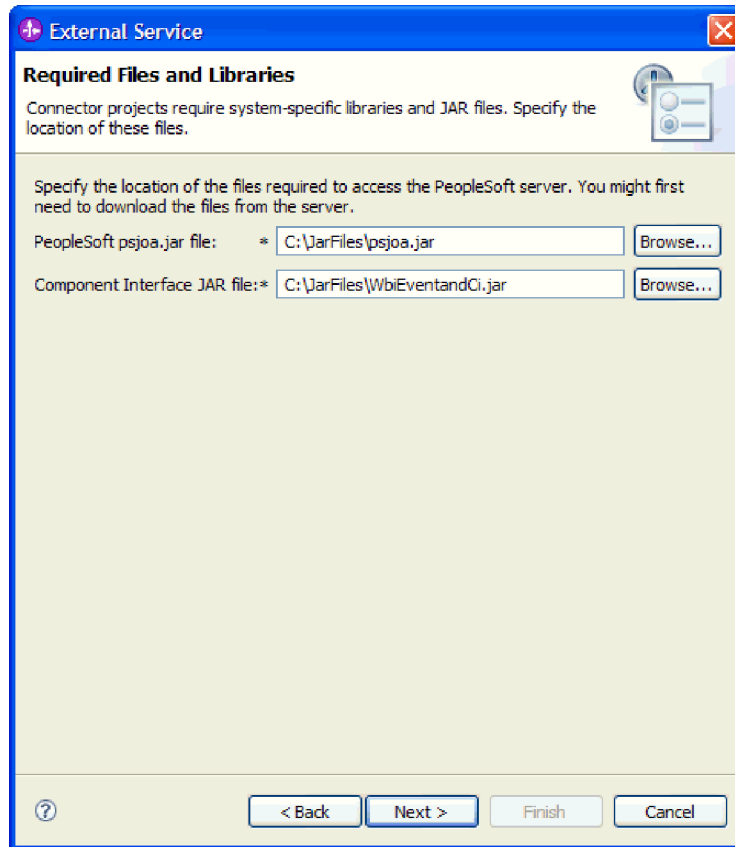 External Service
Required Files and Libraries
Connector projects require system-specific libraries and JAR files. Specify the
location of these files.
Specify the location of the files required to access the PeopleSoft server. You might first
need to download the files from the server.
PeopleSoft psjoa.jar file: * C:\JarFiles\psjoa.jar Browse...
Component Interface JAR file:* C:\JarFiles\WbiEventandCi.jar Browse...
? < Back Next > Finish Cancel